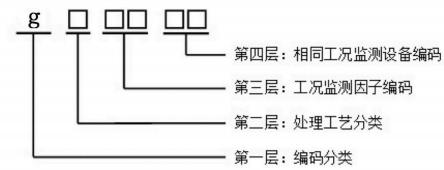 g □ □□ □□
第四层：相同工况监测设备编码
第三层：工况监测因子编码
第二层：处理工艺分类
第一层：编码分类